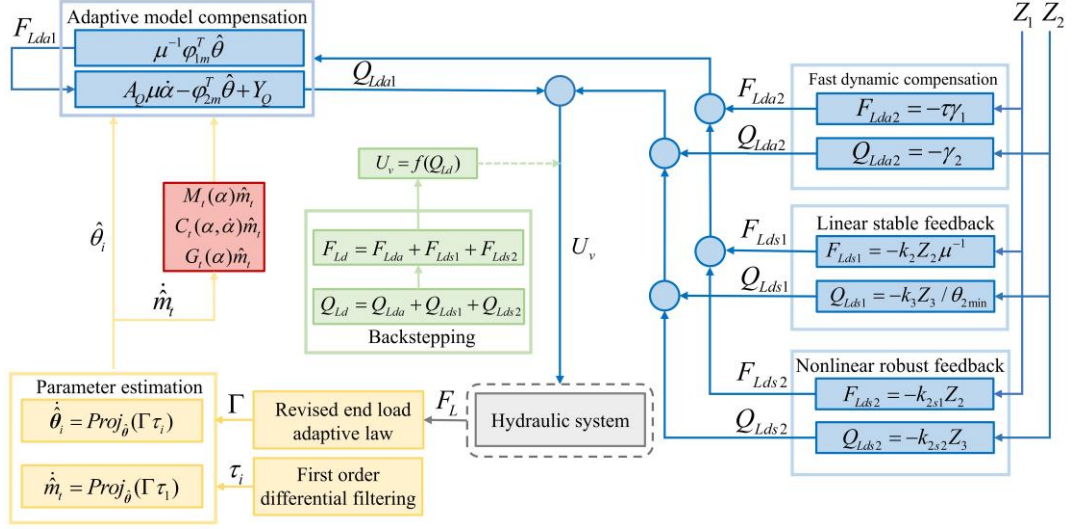 Adaptive model compensation
F_{Lda1}
μ^{-1}φ_{1m}^T θ̂
A_Q μα̇ − φ_{2m}^T θ̂ + Y_Q
Q_{Lda1}
Z_1 Z_2
Fast dynamic compensation
F_{Lda2}
F_{Lda2} = −τγ_1
Q_{Lda2}
Q_{Lda2} = −γ_2
U_v = f(Q_{Ld})
M_t(α)m̂_t
C_t(α, α̇)m̂_t
G_t(α)m̂_t
θ̂_i
ṁ̂_t
F_{Ld} = F_{Lda} + F_{Lds1} + F_{Lds2}
Q_{Ld} = Q_{Lda} + Q_{Lds1} + Q_{Lds2}
Backstepping
U_v
Linear stable feedback
F_{Lds1}
F_{Lds1} = −k_2 Z_2 μ^{-1}
Q_{Lds1}
Q_{Lds1} = −k_3 Z_3 / θ_{2min}
Nonlinear robust feedback
F_{Lds2}
F_{Lds2} = −k_{2s1} Z_2
Q_{Lds2}
Q_{Lds2} = −k_{2s2} Z_3
Parameter estimation
θ̂̇_i = Proj_{θ̂}(Γτ_i)
m̂̇_t = Proj_{θ̂}(Γτ_1)
Γ
Revised end load
adaptive law
F_L
Hydraulic system
τ_i
First order
differential filtering